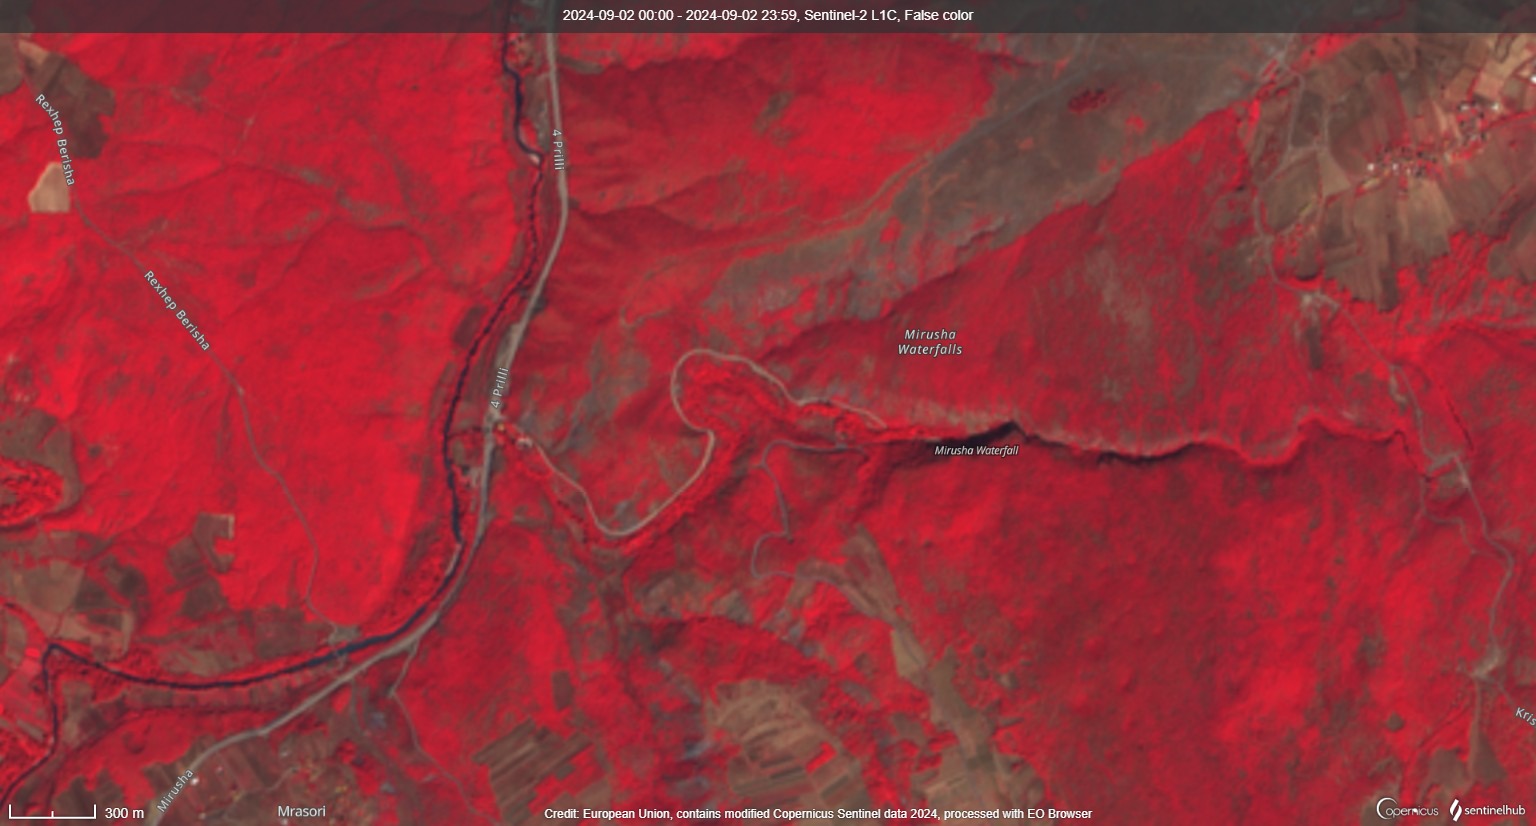 2024-09-02 00:00 - 2024-09-02 23:59, Sentinel-2 L1C, False color
Rexhep Berisha
4 Prilli
Rexhep Berisha
Mirusha
Waterfalls
4 Prilli
Mirusha Waterfall
Kris
Mirusha
Mrasori
300 m
Credit: European Union, contains modified Copernicus Sentinel data 2024, processed with EO Browser
opernicus
sentinelhub